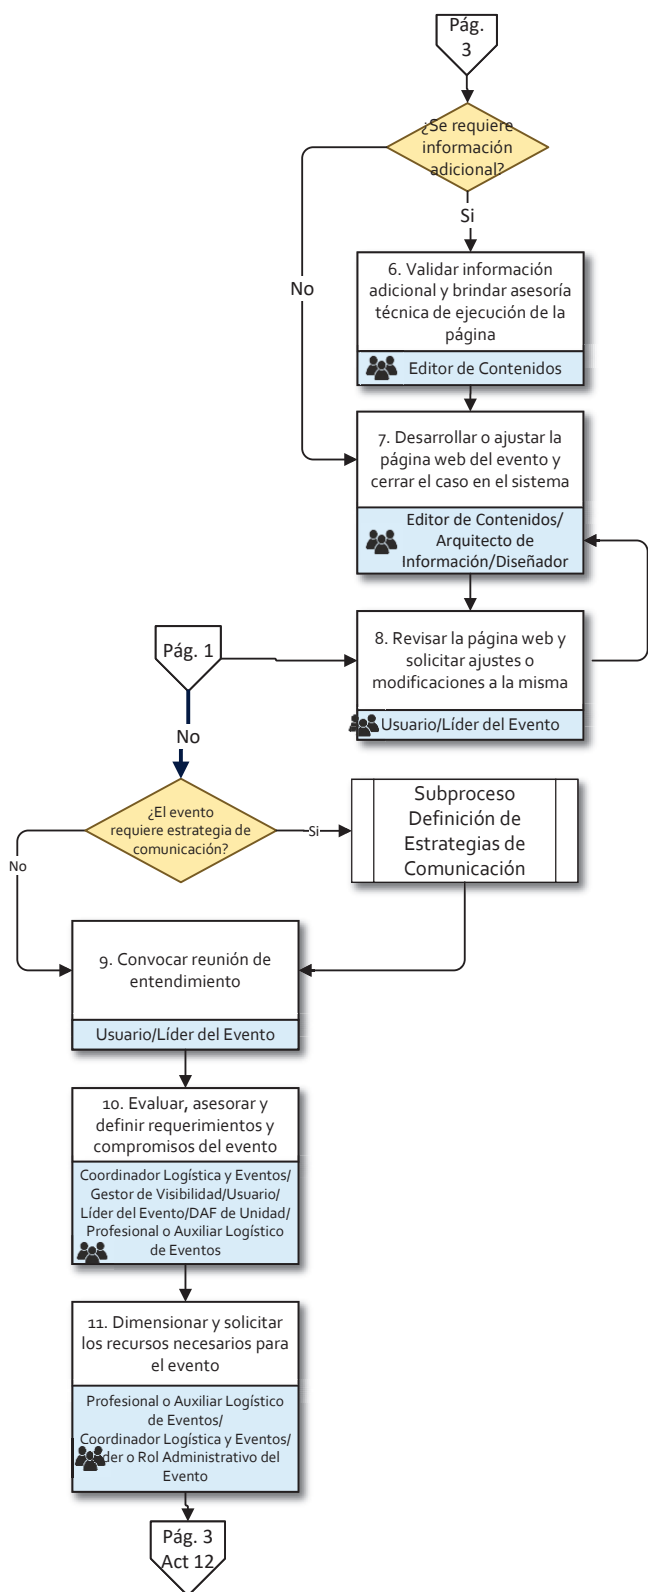 Pág.
3
¿Se requiere
información
adicional?
Si
No
6. Validar información
adicional y brindar asesoría
técnica de ejecución de la
página
Editor de Contenidos
7. Desarrollar o ajustar la
página web del evento y
cerrar el caso en el sistema
Editor de Contenidos/
Arquitecto de
Información/Diseñador
Pág. 1
8. Revisar la página web y
solicitar ajustes o
modificaciones a la misma
Usuario/Líder del Evento
No
¿El evento
requiere estrategia de
comunicación?
Si
No
Subproceso
Definición de
Estrategias de
Comunicación
9. Convocar reunión de
entendimiento
Usuario/Líder del Evento
10. Evaluar, asesorar y
definir requerimientos y
compromisos del evento
Coordinador Logística y Eventos/
Gestor de Visibilidad/Usuario/
Líder del Evento/DAF de Unidad/
Profesional o Auxiliar Logístico
de Eventos
11. Dimensionar y solicitar
los recursos necesarios para
el evento
Profesional o Auxiliar Logístico
de Eventos/
Coordinador Logística y Eventos/
o Rol Administrativo del
Evento
Pág. 3
Act 12